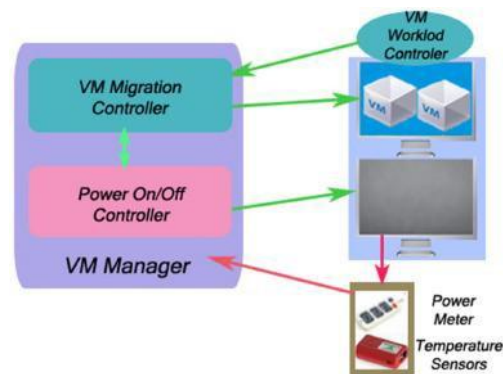 VM
Worklod
Controler
VM Migration
Controller
VM
VM
Power On/Off
Controller
VM Manager
Power
Meter
Temperature
Sensors